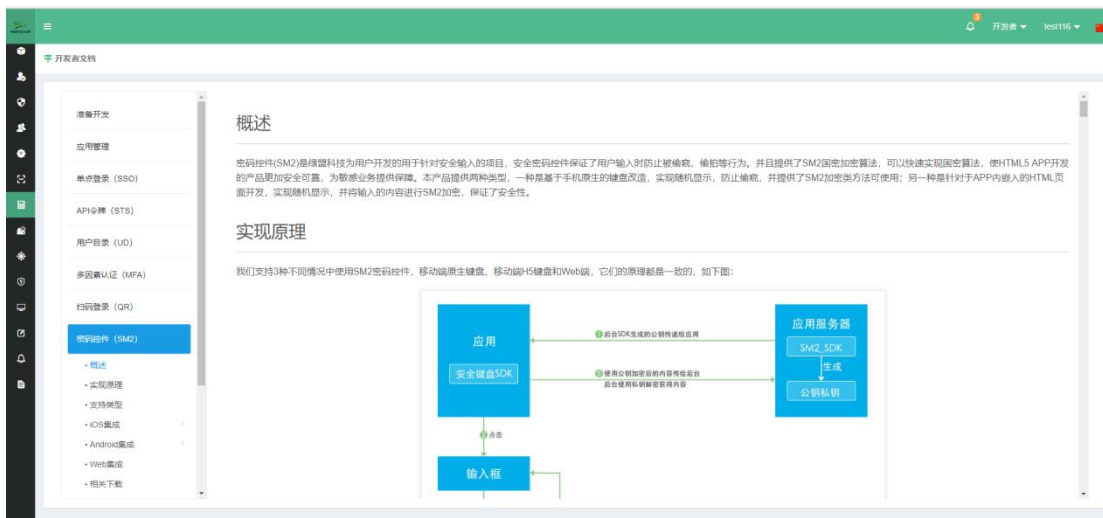 3
开发者
test116
开发者文档
准备开发
应用管理
单点登录（SSO）
API令牌（STS）
用户目录（UD）
多因素认证（MFA）
扫码登录（QR）
密码控件（SM2）
• 概述
• 实现原理
• 支持类型
• iOS集成
• Android集成
• Web集成
• 相关下载
概述
密码控件(SM2)是绿盟科技为用户开发的用于针对安全输入的项目，安全密码控件保证了用户输入时防止被偷窥，偷拍等行为。并且提供了SM2国密加密算法，可以快速实现国密算法，使HTML5 APP开发
的产品更加安全可靠，为敏感业务提供保障。本产品提供两种类型，一种是基于手机原生的键盘改造，实现随机显示，防止偷窥，并提供了SM2加密类方法可使用；另一种是针对于APP内嵌入的HTML页
面开发，实现随机显示，并将输入的内容进行SM2加密，保证了安全性。
实现原理
我们支持3种不同情况中使用SM2密码控件，移动端原生键盘、移动端H5键盘和Web端，它们的原理都是一致的，如下图：
应用
安全键盘SDK
后台SDK生成的公钥传递给应用
使用公钥加密后的内容传给后台
后台使用私钥解密获得内容
应用服务器
SM2_SDK
生成
公钥私钥
点击
输入框